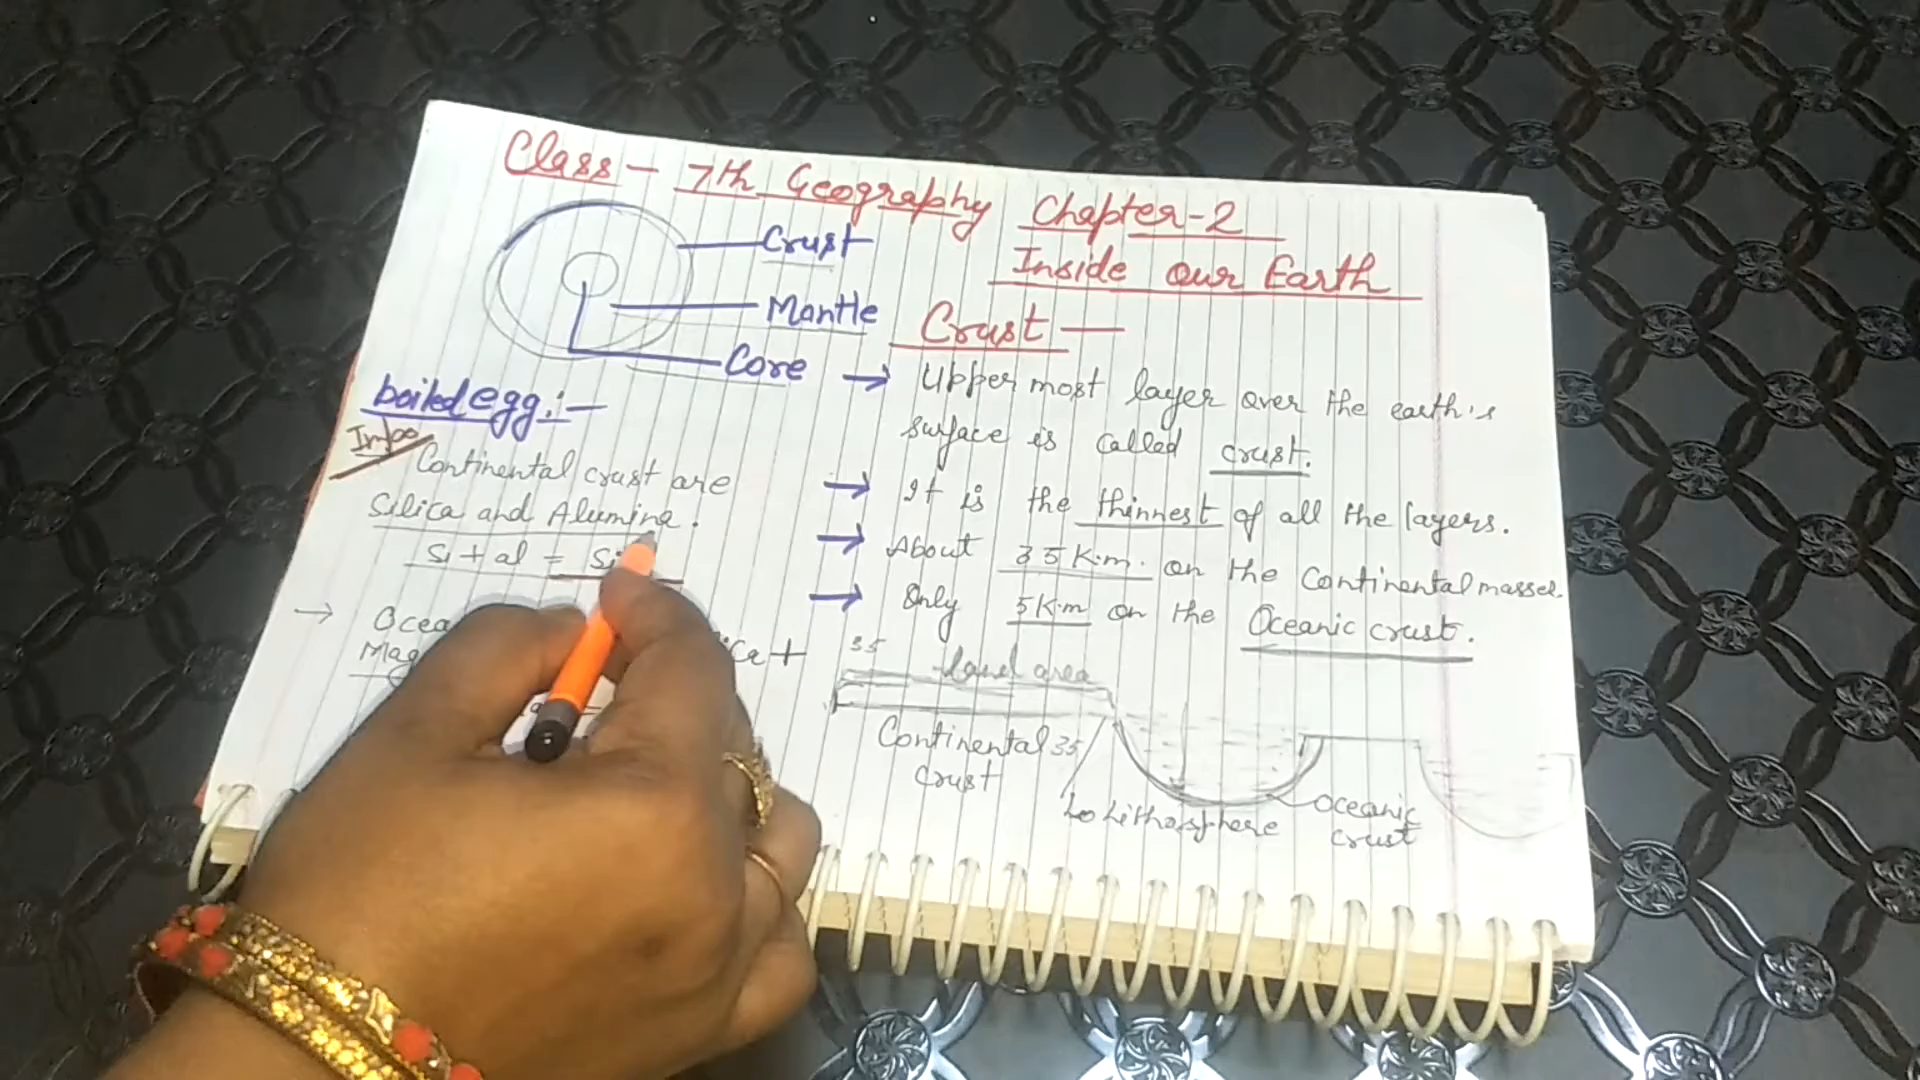 Class - 7th Geography Chapter-2
Inside our Earth
Crust
Mantle
Core
boiled egg :-
Continental crust are
Silica and Alumina.
Si + al =
Crust —
→ Upper most layer over the earth's
surface is called crust.
→ It is the thinnest of all the layers.
→ About 35 K.m. on the Continental masses.
→ Only 5 K.m on the Oceanic crust.
35
land area
Continental 35
crust
Lithosphere
oceanic
crust